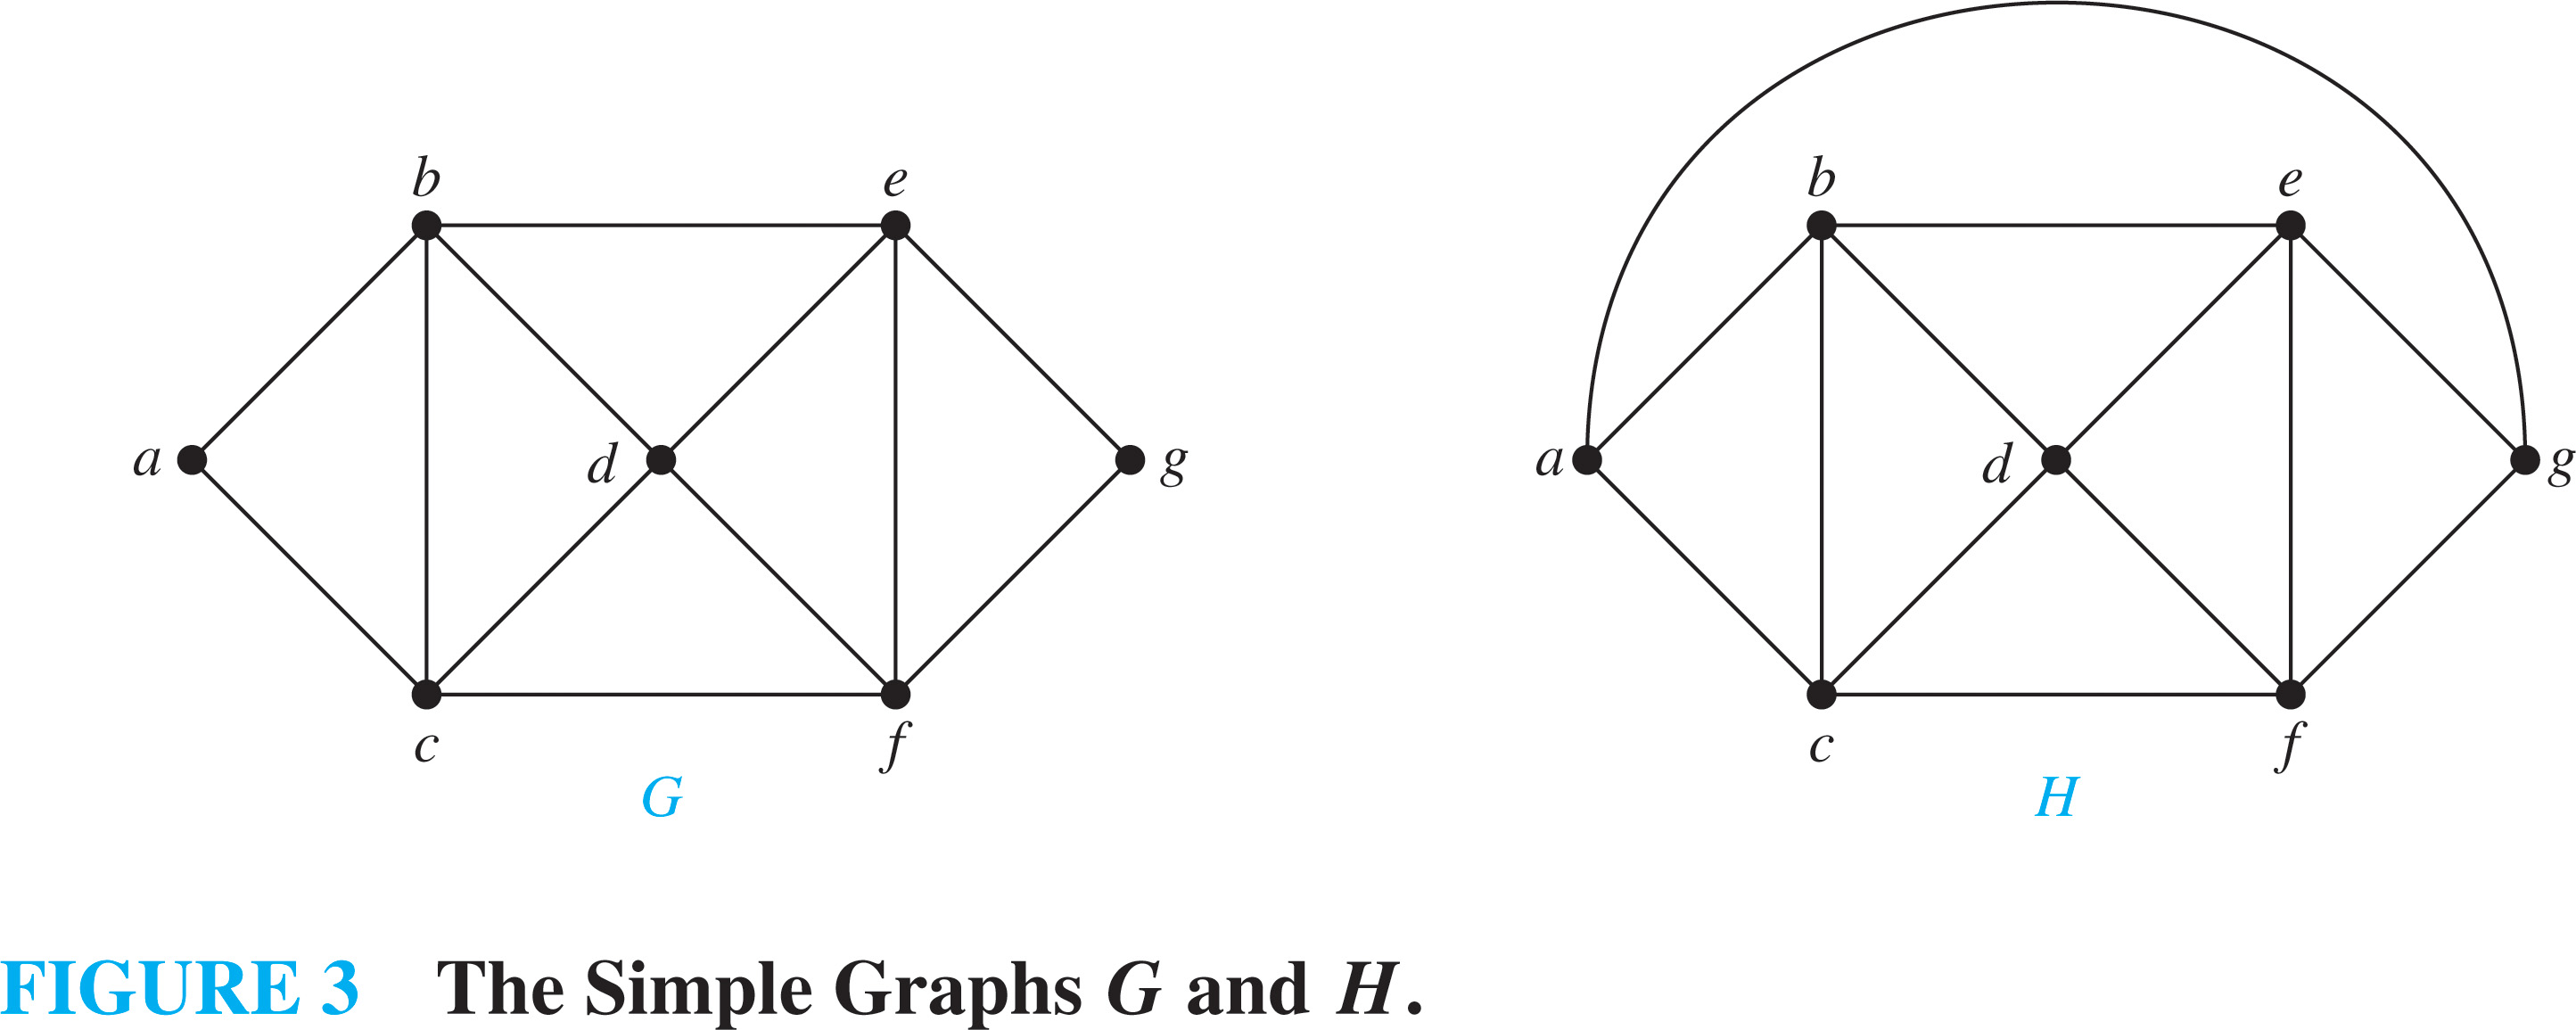 b e b e
a d g a d g
c f c f
G H
FIGURE 3 The Simple Graphs G and H.